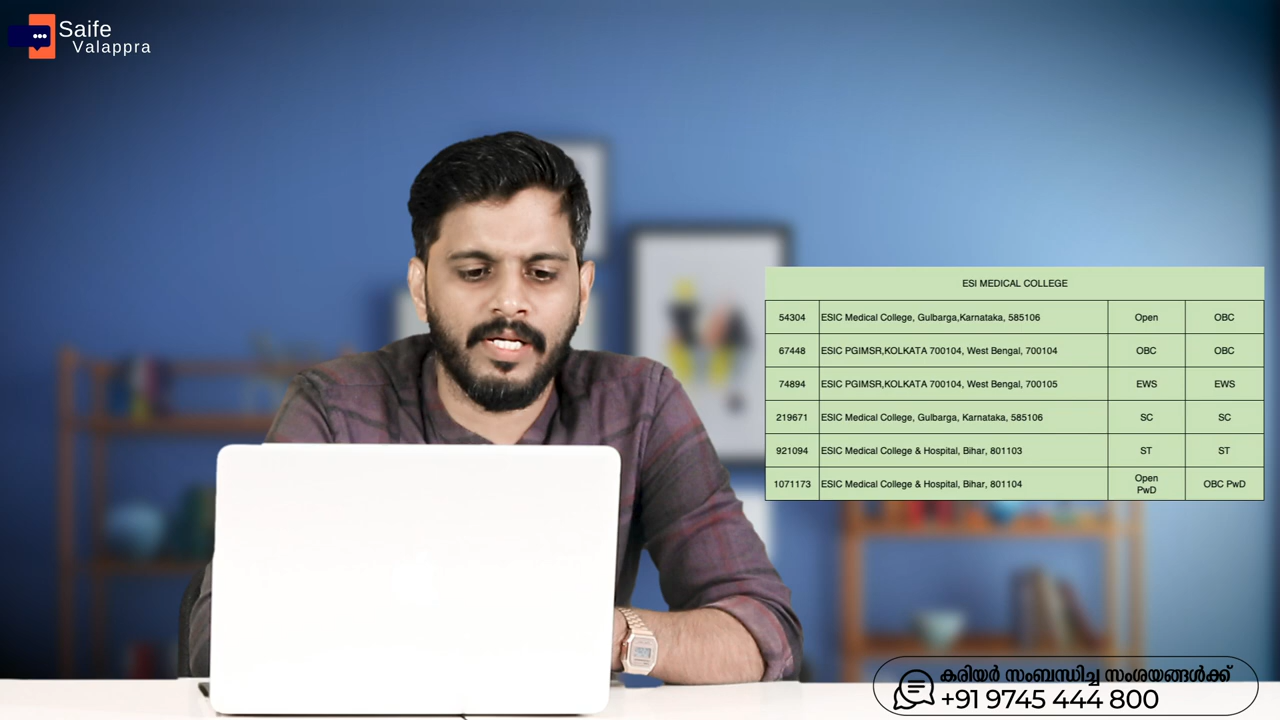 Saife
Valappra
ESI MEDICAL COLLEGE
54304 ESIC Medical College, Gulbarga,Karnataka, 585106 Open OBC
67448 ESIC PGIMSR,KOLKATA 700104, West Bengal, 700104 OBC OBC
74894 ESIC PGIMSR,KOLKATA 700104, West Bengal, 700105 EWS EWS
219671 ESIC Medical College, Gulbarga, Karnataka, 585106 SC SC
921094 ESIC Medical College & Hospital, Bihar, 801103 ST ST
1071173 ESIC Medical College & Hospital, Bihar, 801104 Open PwD OBC PwD
കരിയർ സംബന്ധിച്ച സംശയങ്ങൾക്ക്
+91 9745 444 800